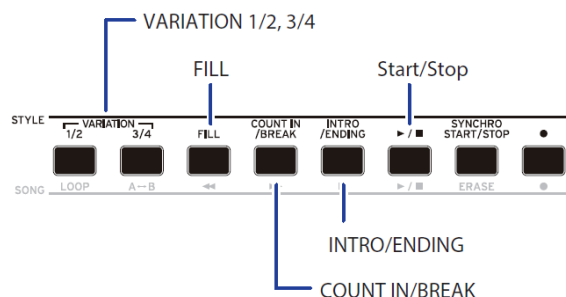 VARIATION 1/2, 3/4
FILL Start/Stop
STYLE VARIATION COUNT IN INTRO SYNCHRO
1/2 3/4 FILL /BREAK /ENDING ►/■ START/STOP ●
SONG LOOP A↔B ◄◄ ►/■ ERASE ●
INTRO/ENDING
COUNT IN/BREAK